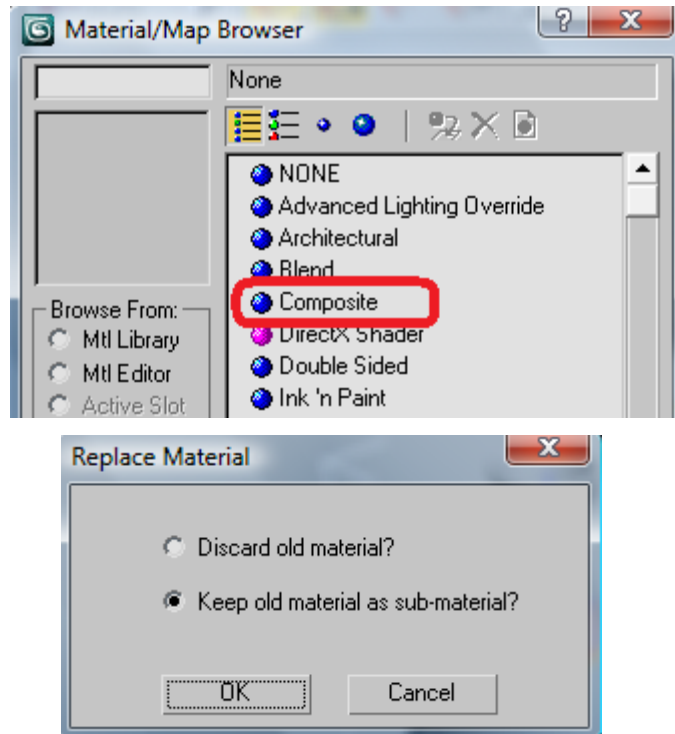 Material/Map Browser
None
NONE
Advanced Lighting Override
Architectural
Blend
Composite
DirectX Shader
Double Sided
Ink 'n Paint
Browse From:
Mtl Library
Mtl Editor
Active Slot
Replace Material
Discard old material?
Keep old material as sub-material?
OK
Cancel